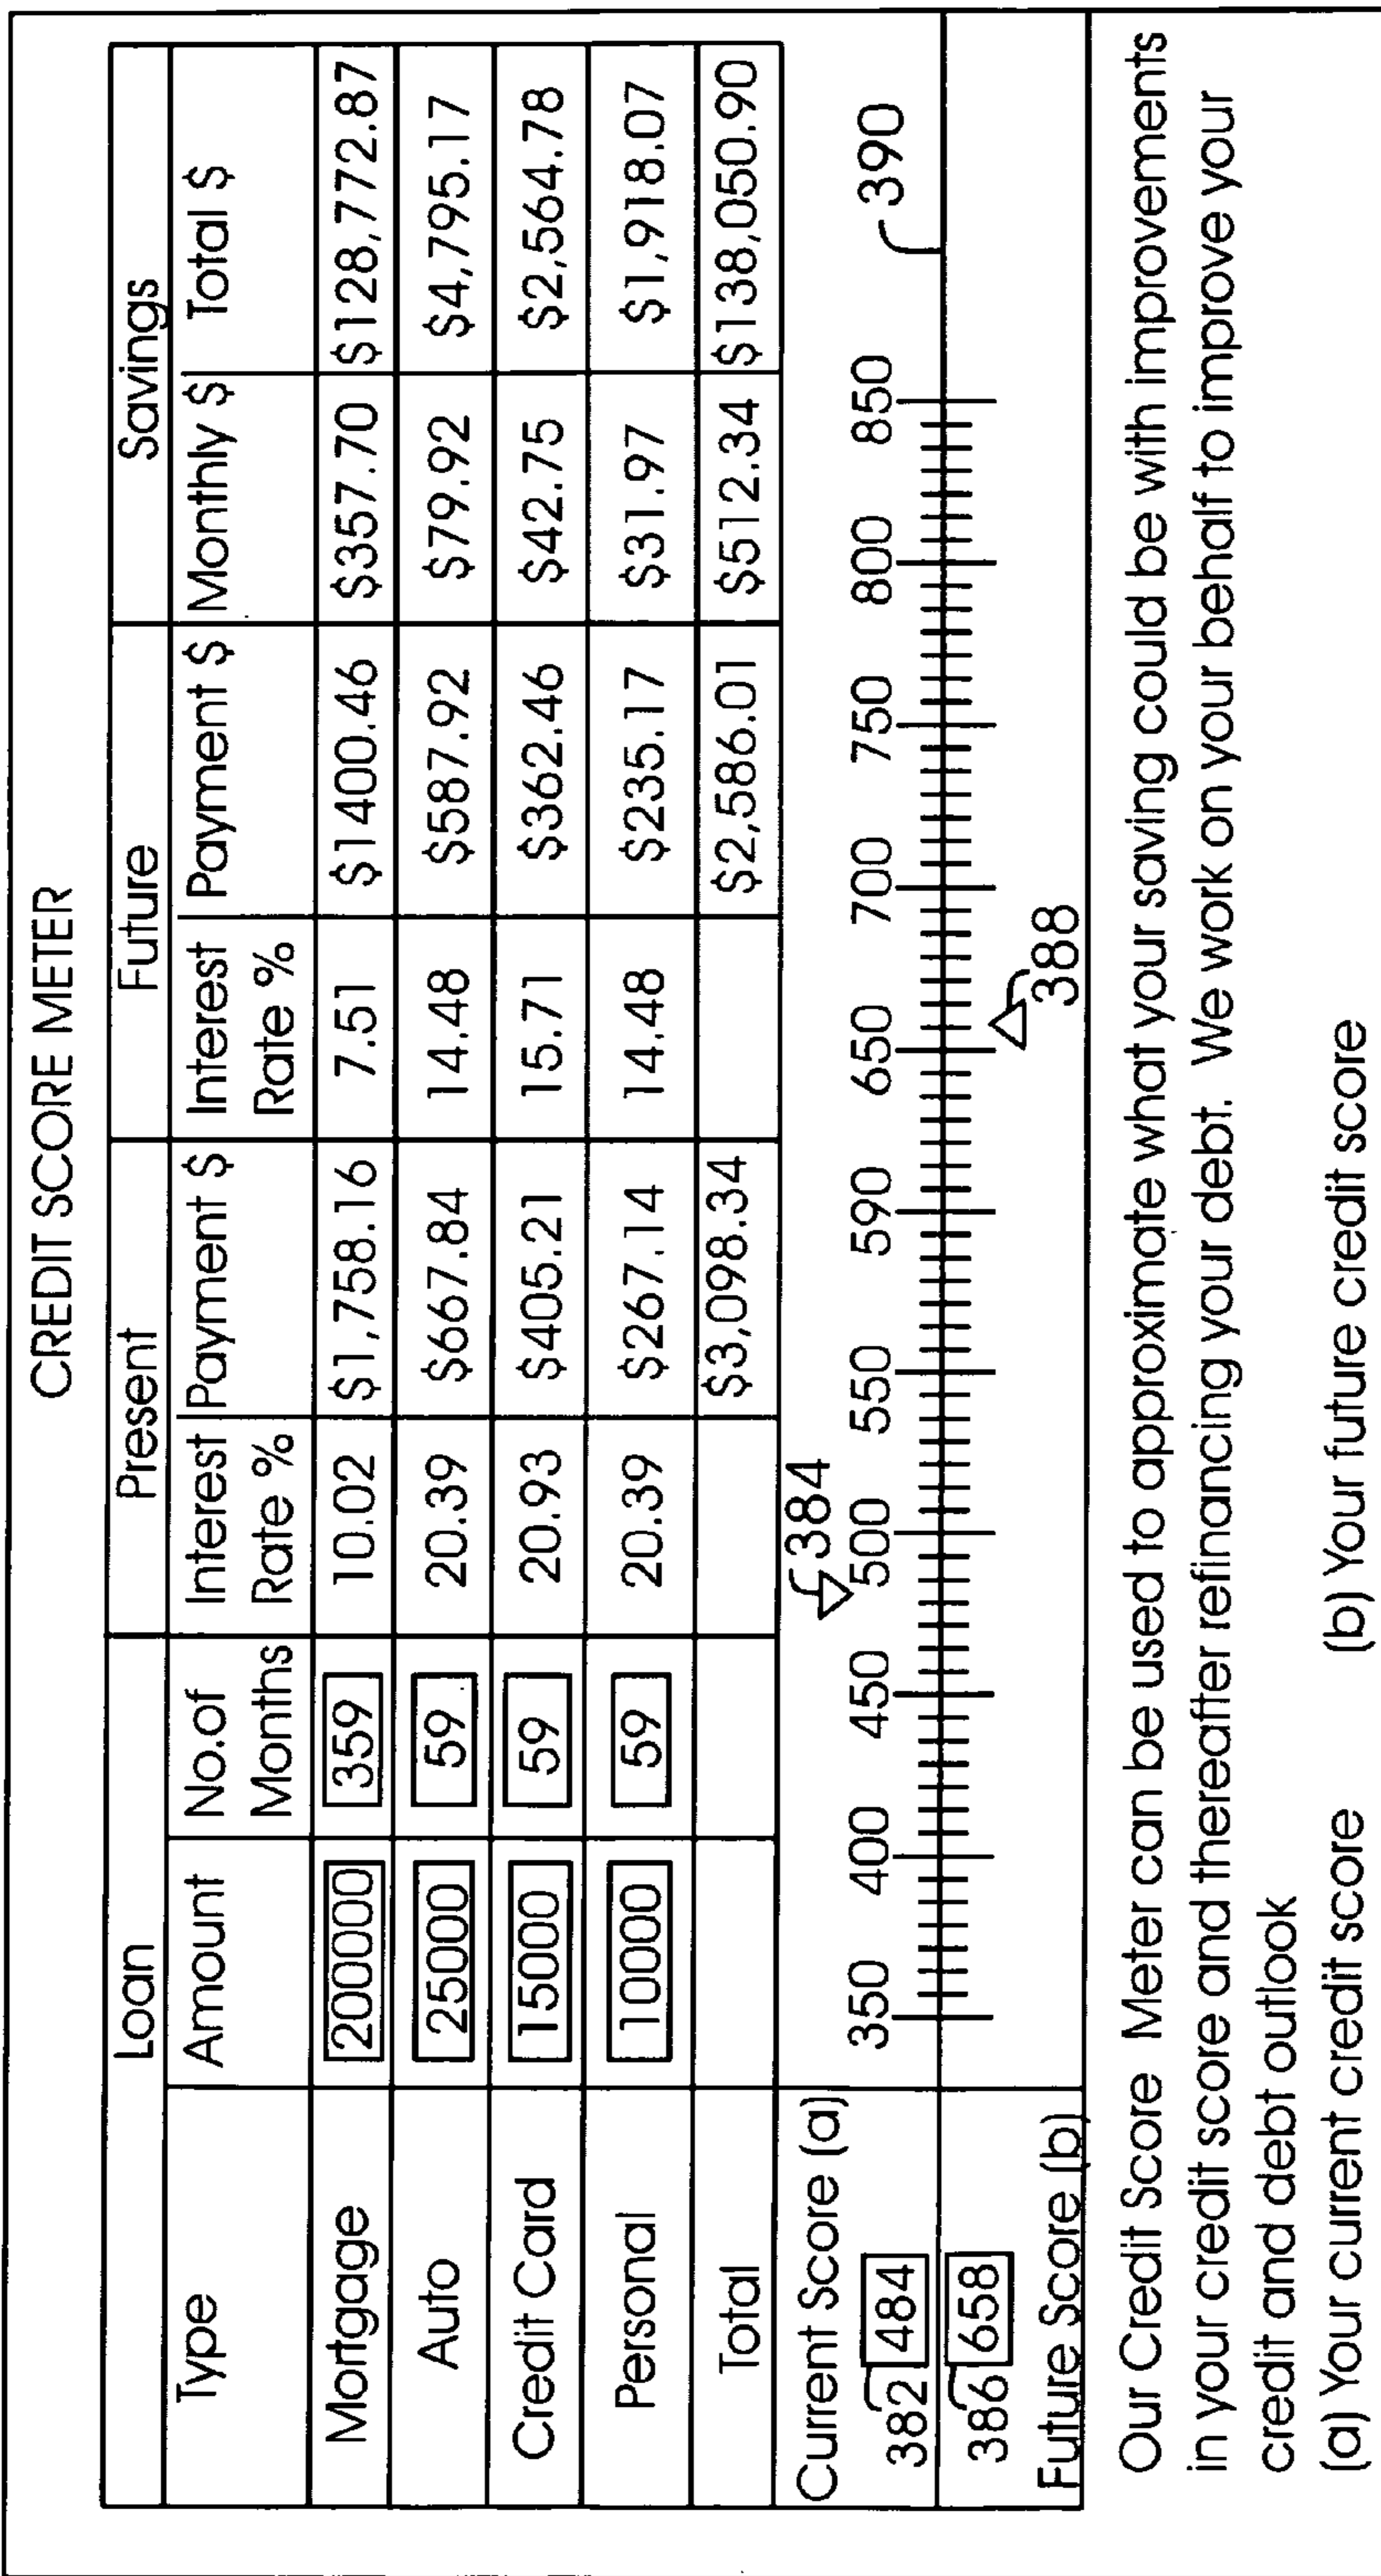 CREDIT SCORE METER
Loan Present Future Savings
Type Amount No.of Months Interest Rate % Payment $ Interest Rate % Payment $ Monthly $ Total $
Mortgage 200000 359 10.02 $1,758.16 7.51 $1400.46 $357.70 $128,772.87
Auto 25000 59 20.39 $667.84 14.48 $587.92 $79.92 $4,795.17
Credit Card 15000 59 20.93 $405.21 15.71 $362.46 $42.75 $2,564.78
Personal 10000 59 20.39 $267.14 14.48 $235.17 $31.97 $1,918.07
Total $3,098.34 $2,586.01 $512.34 $138,050.90
Current Score (a) 384
382 484 350 400 450 500 550 590 650 700 750 800 850 390
386 658
Future Score (b) 388
Our Credit Score Meter can be used to approximate what your saving could be with improvements
in your credit score and thereafter refinancing your debt. We work on your behalf to improve your
credit and debt outlook
(a) Your current credit score (b) Your future credit score